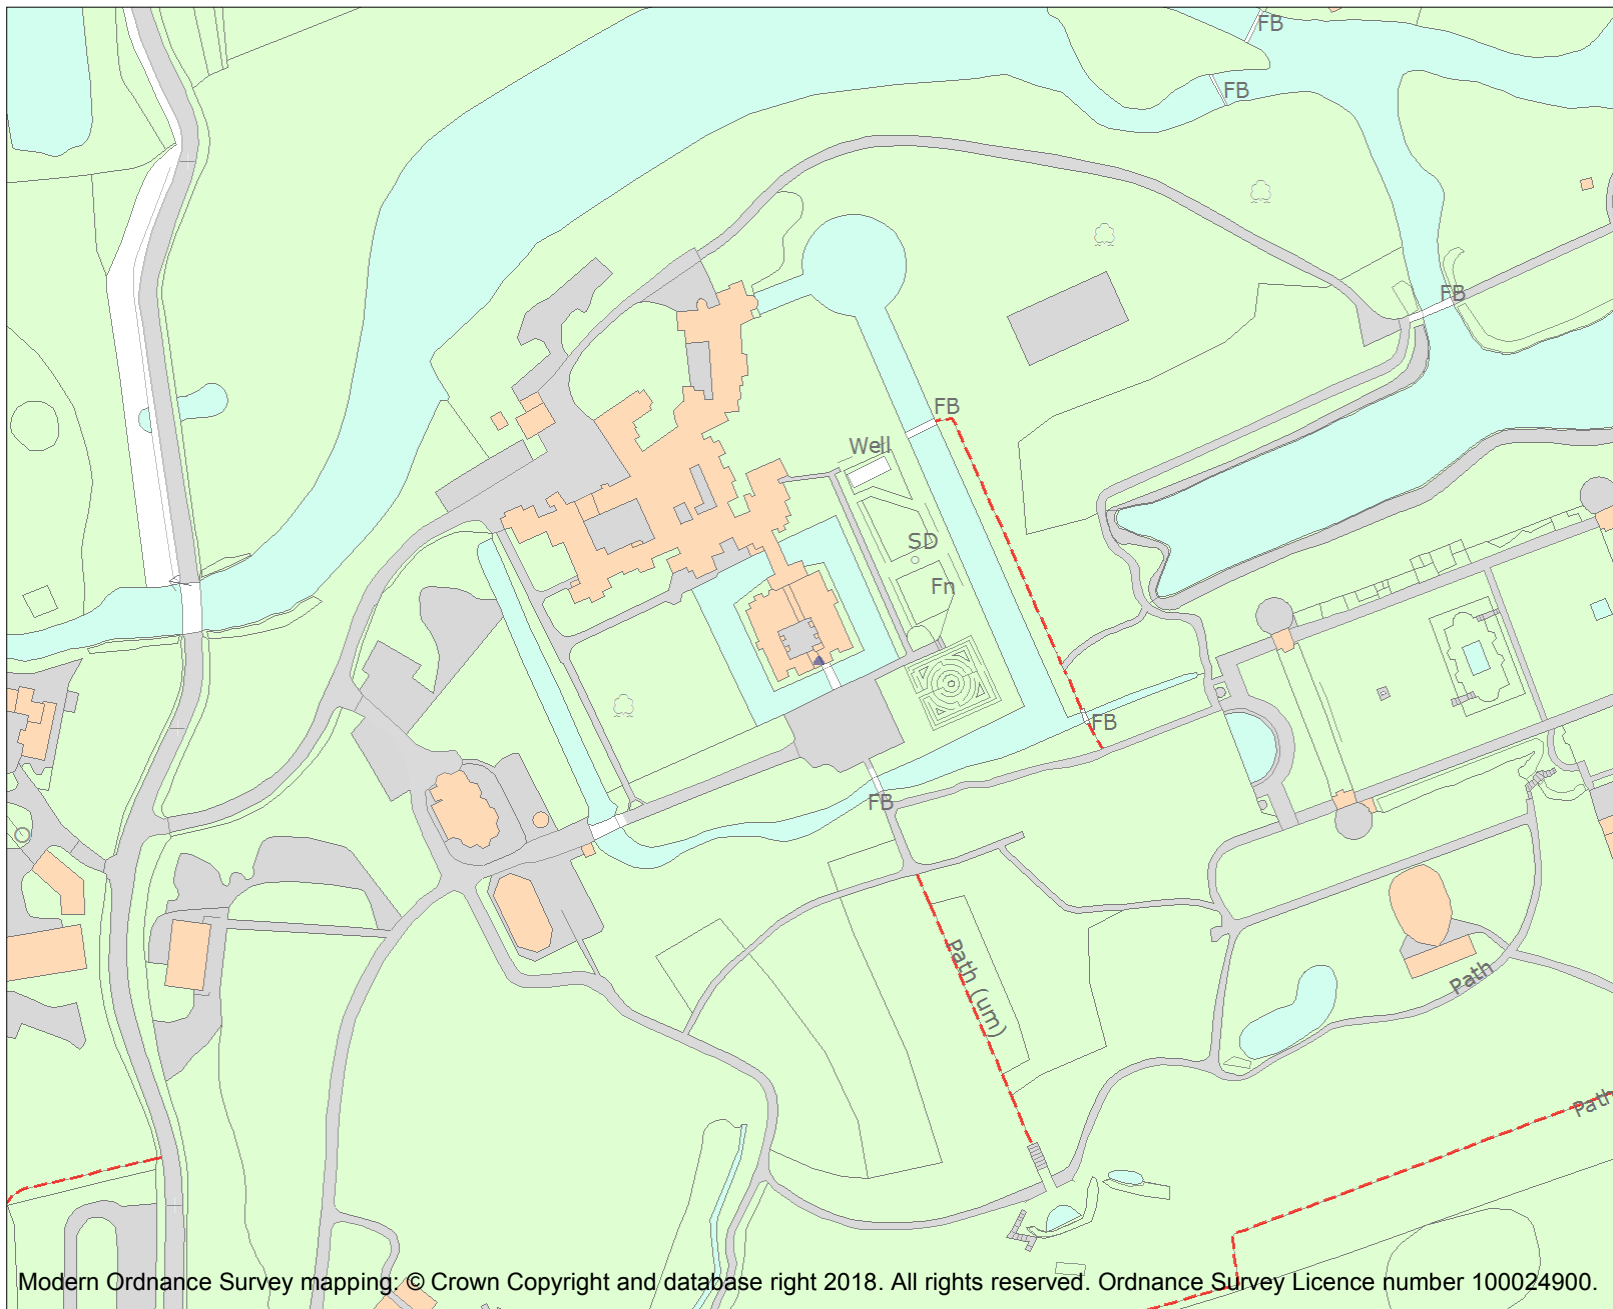 FB
FB
FB
FB
Well
SD
Fn
FB
FB
Path (um)
Path
Path
Modern Ordnance Survey mapping: © Crown Copyright and database right 2018. All rights reserved. Ordnance Survey Licence number 100024900.